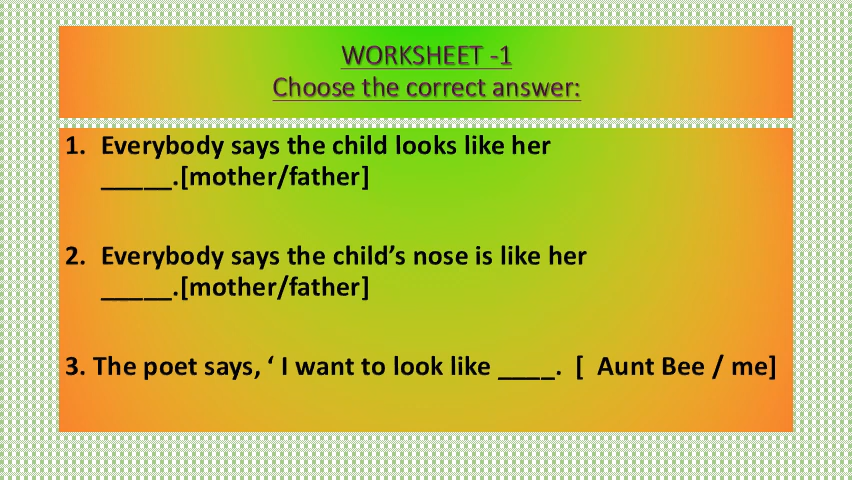 WORKSHEET -1
Choose the correct answer:
1. Everybody says the child looks like her
_____.[mother/father]
2. Everybody says the child’s nose is like her
_____.[mother/father]
3. The poet says, ‘ I want to look like ____. [ Aunt Bee / me]